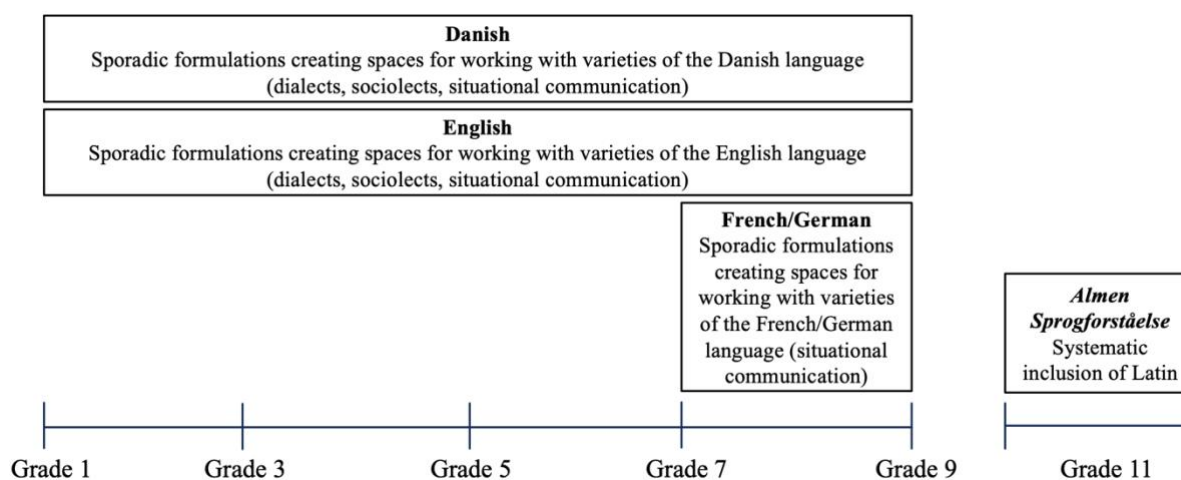 Danish
Sporadic formulations creating spaces for working with varieties of the Danish language
(dialects, sociolects, situational communication)
English
Sporadic formulations creating spaces for working with varieties of the English language
(dialects, sociolects, situational communication)
French/German
Sporadic formulations
creating spaces for
working with varieties
of the French/German
language (situational
communication)
Almen
Sprogforståelse
Systematic
inclusion of Latin
Grade 1
Grade 3
Grade 5
Grade 7
Grade 9
Grade 11